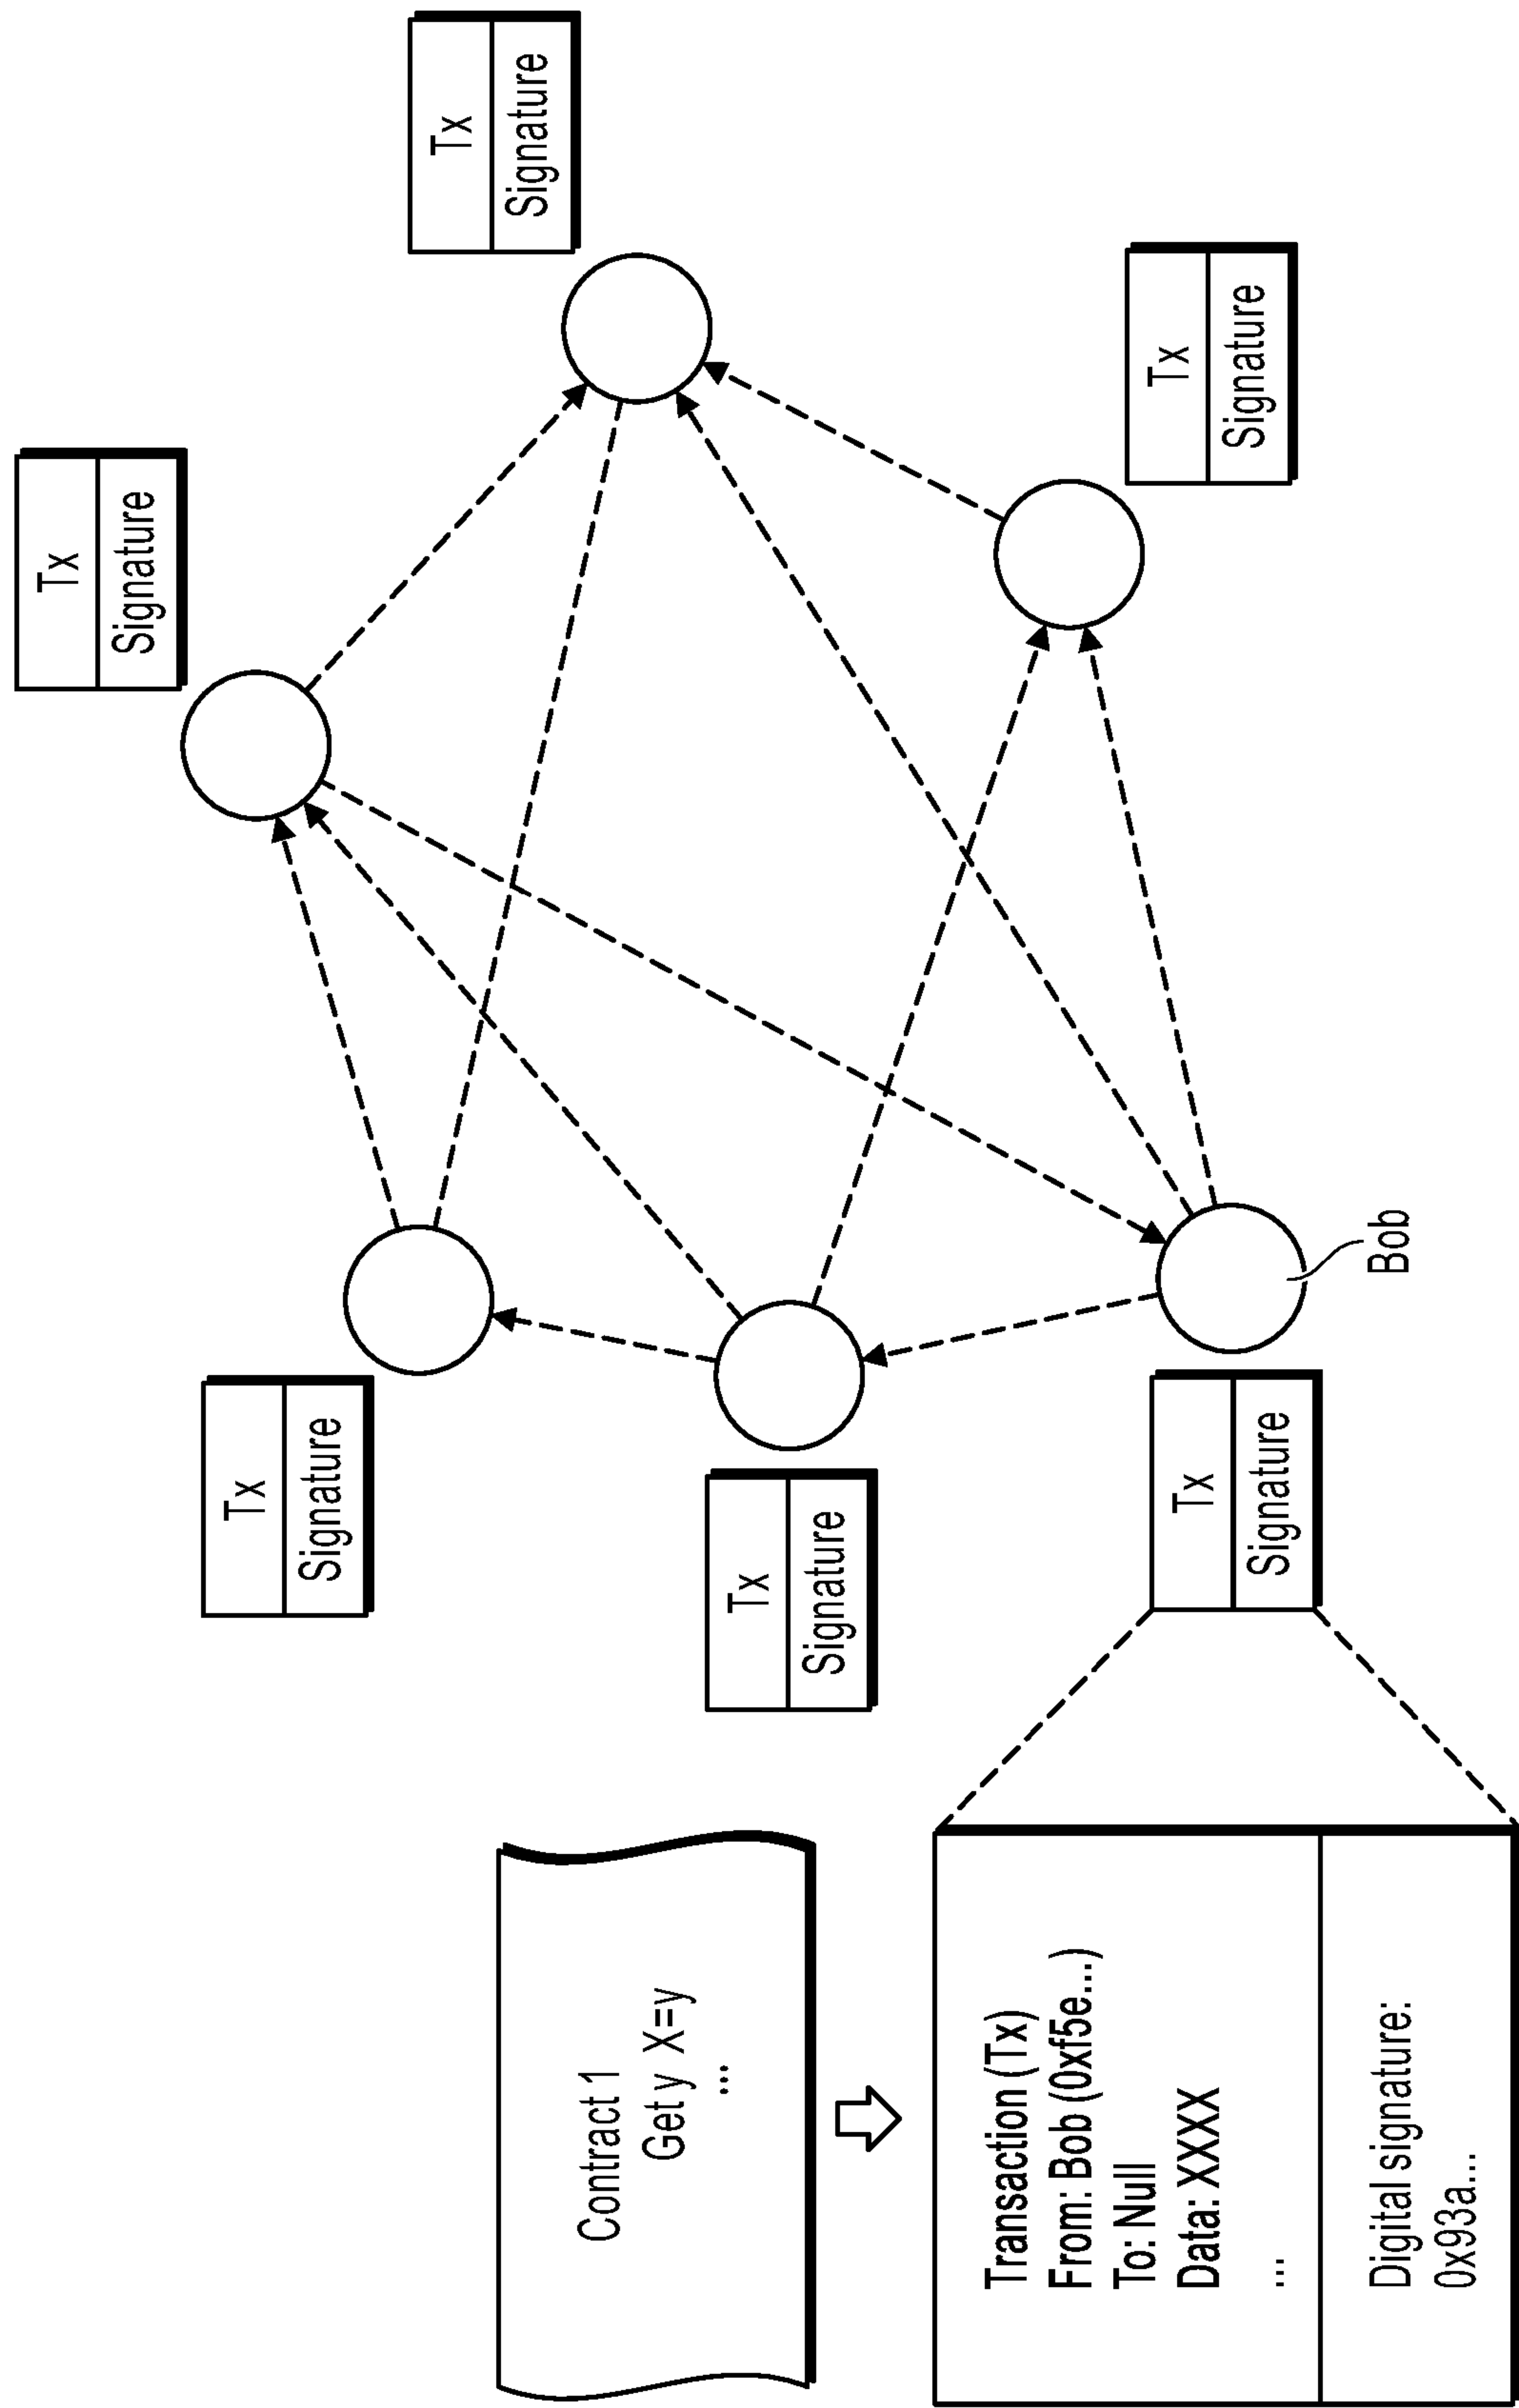 Contract 1
Get y X=y
...
Transaction (Tx)
From: Bob (0xf5e...)
To: Null
Data: XXXX
...
Digital signature:
0x93a...
Tx
Signature
Tx
Signature
Tx
Signature
Bob
Tx
Signature
Tx
Signature
Tx
Signature